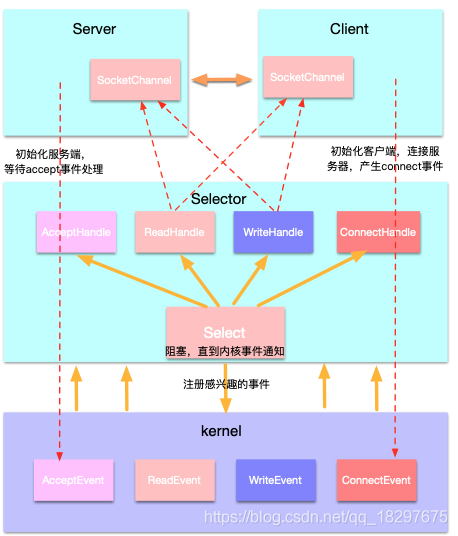 Server
Client
SocketChannel
SocketChannel
初始化服务端，
等待accept事件处理
初始化客户端，连接服
务器，产生connect事件
Selector
AcceptHandle
ReadHandle
WriteHandle
ConnectHandle
Select
阻塞，直到内核事件通知
注册感兴趣的事件
kernel
AcceptEvent
ReadEvent
WriteEvent
ConnectEvent
https://blog.csdn.net/qq_18297675